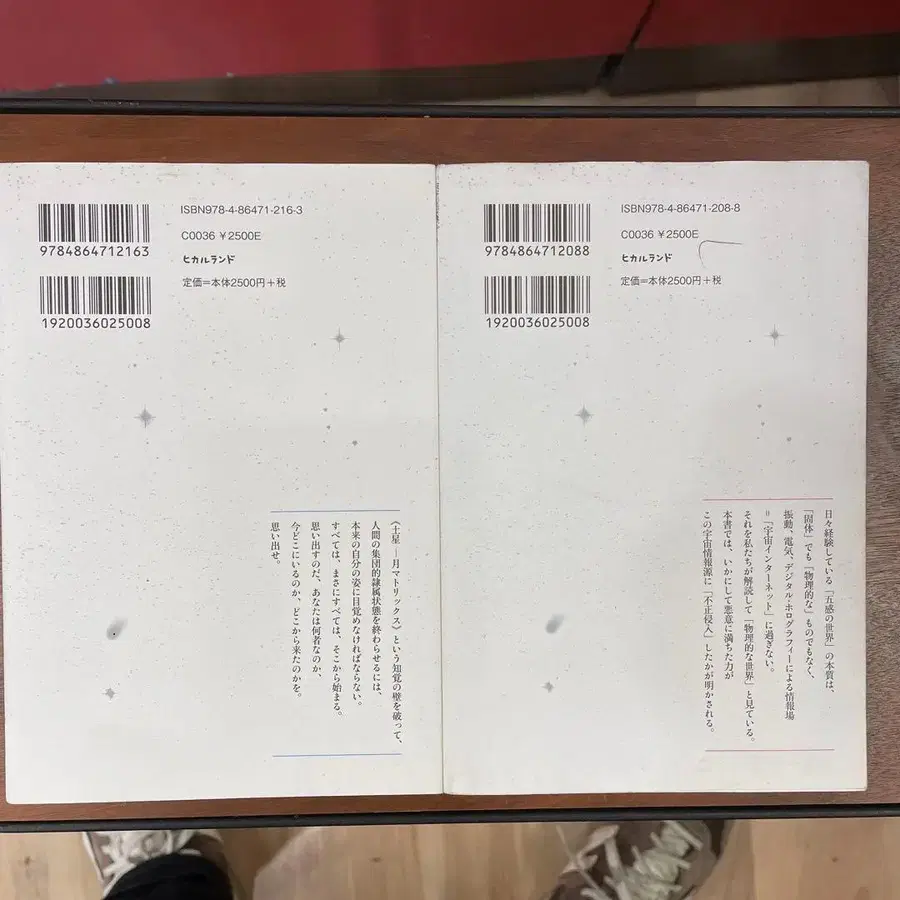 ISBN978-4-86471-216-3
C0036 ¥2500E
ヒカルランド
定価=本体2500円+税
9784864712163
1920036025008
《土星―月マトリックス》という知覚の壁を破って、
人間の集団的隷属状態を終わらせるには、
本来の自分の姿に目覚めなければならない。
すべては、まさにすべては、そこから始まる。
思い出すのだ、あなたは何者なのか、
今どこにいるのか、どこから来たのかを。
思い出せ。
ISBN978-4-86471-208-8
C0036 ¥2500E
ヒカルランド
定価=本体2500円+税
9784864712088
1920036025008
日々経験している「五感の世界」の本質は、
「固体」でも「物理的な」ものでもなく、
振動、電気、デジタル・ホログラフィーによる情報場
=「宇宙インターネット」に過ぎない。
それを私たちが解読して「物理的な世界」と見ている。
本書では、いかにして悪意に満ちた力が
この宇宙情報源に「不正侵入」したかが明かされる。